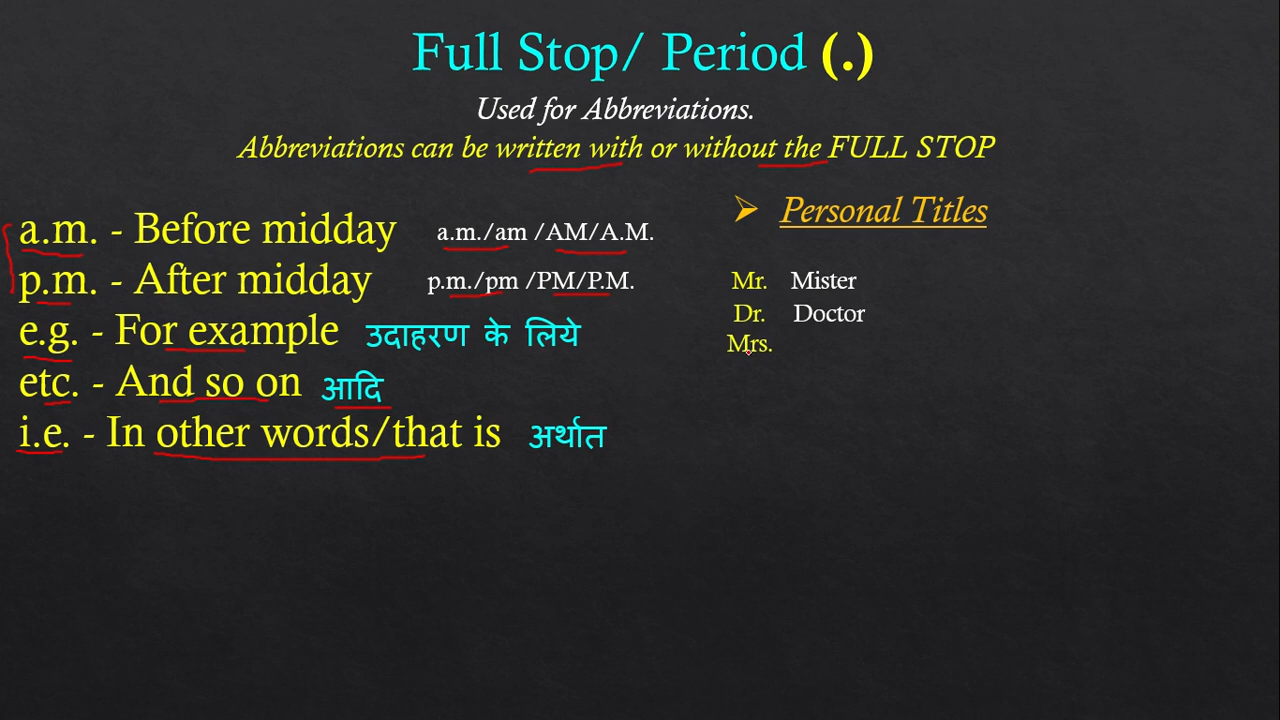 Full Stop/ Period (.)
Used for Abbreviations.
Abbreviations can be written with or without the FULL STOP
a.m. - Before midday a.m./am /AM/A.M.
p.m. - After midday p.m./pm /PM/P.M.
e.g. - For example उदाहरण के लिये
etc. - And so on आदि
i.e. - In other words/that is अर्थात
Personal Titles
Mr. Mister
Dr. Doctor
Mrs.